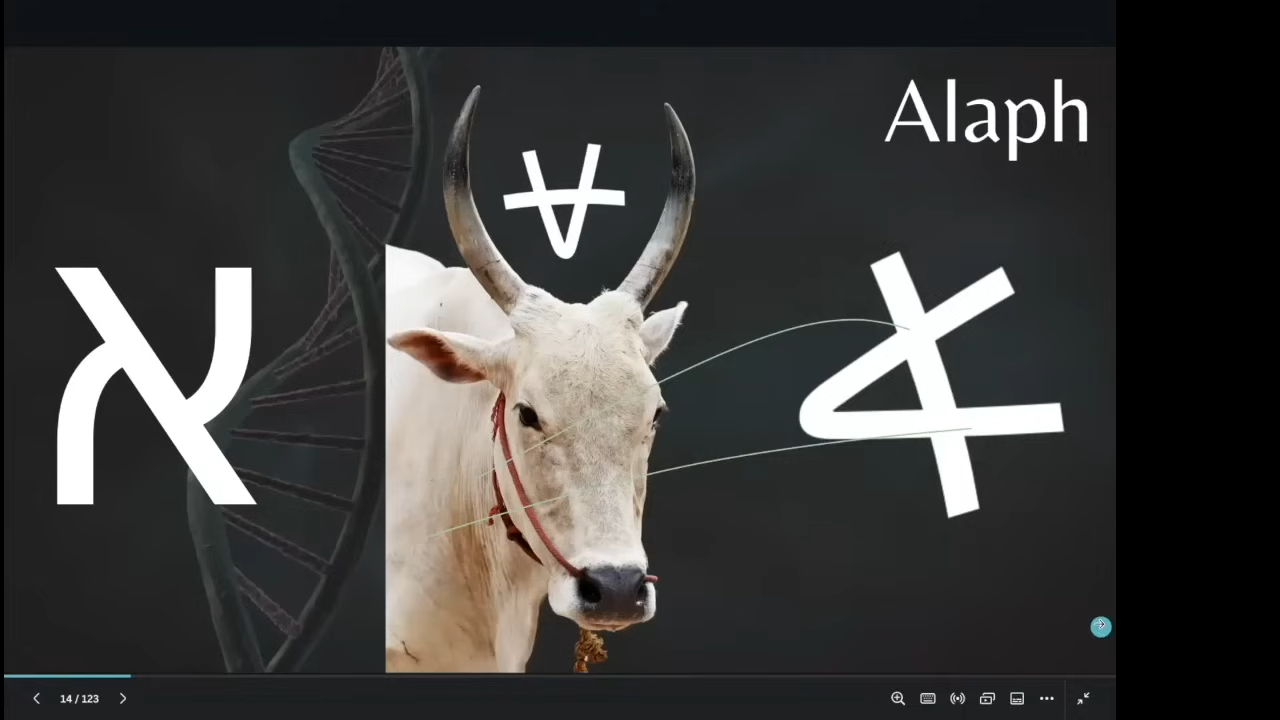 Alaph
∀
א
𐤀
14 / 123